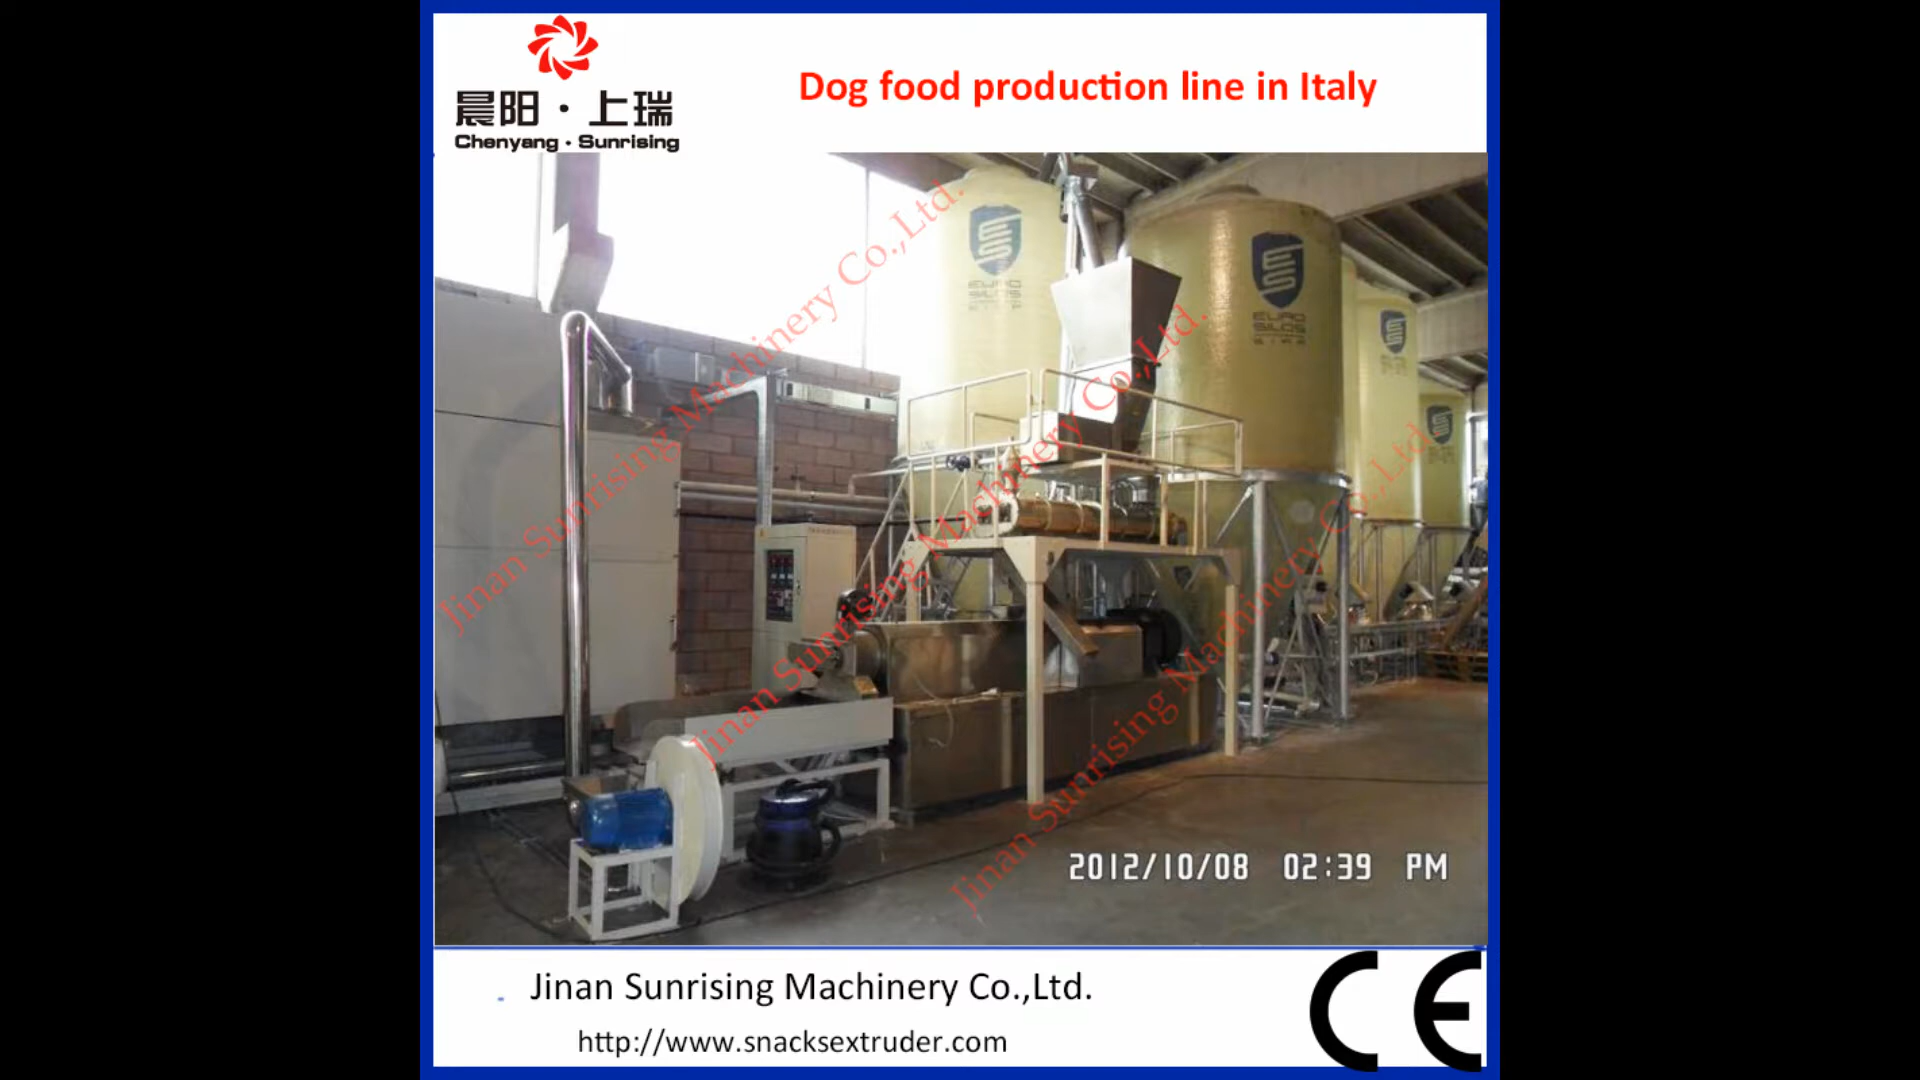 晨阳·上瑞
Chenyang · Sunrising
Dog food production line in Italy
Jinan Sunrising Machinery Co.,Ltd.
Jinan Sunrising Machinery Co.,Ltd.
Jinan Sunrising Machinery Co.,Ltd.
EURO
SILOS
EURO
SILOS
2012/10/08 02:39 PM
Jinan Sunrising Machinery Co.,Ltd.
http://www.snacksextruder.com
CE